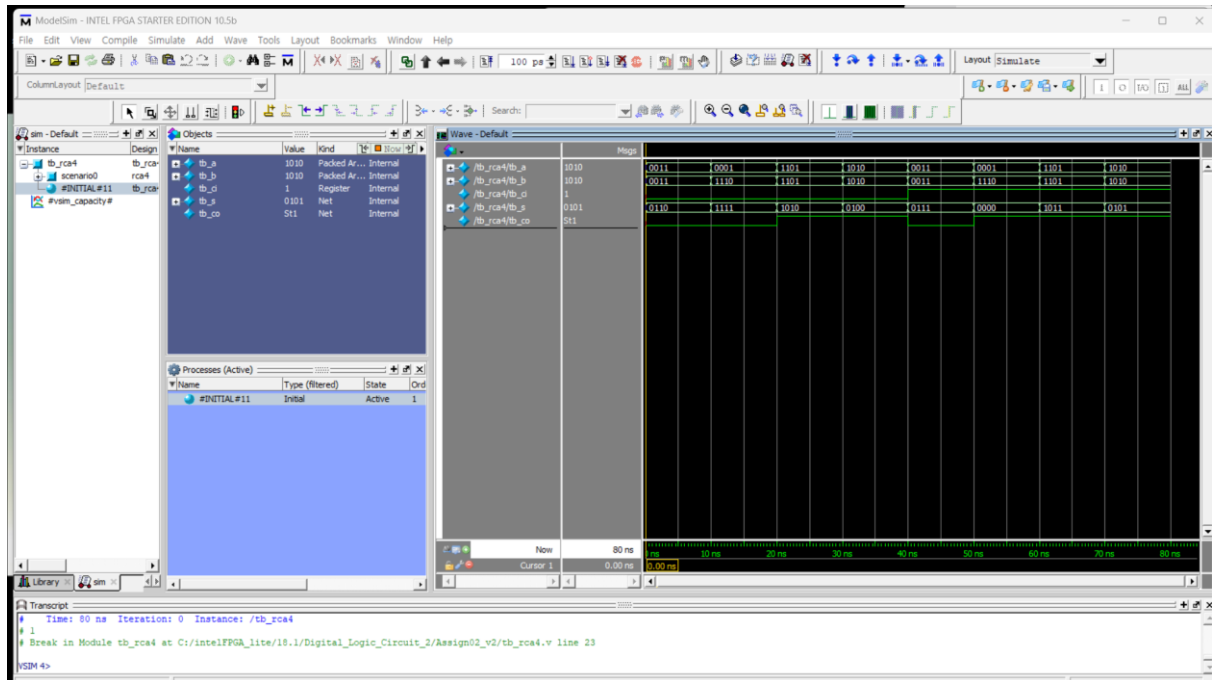 ModelSim - INTEL FPGA STARTER EDITION 10.5b
File Edit View Compile Simulate Add Wave Tools Layout Bookmarks Window Help
100 ps
Layout Simulate
ColumnLayout Default
ALL
Search:
sim - Default
Instance Design
tb_rca4 tb_rca
scenario0 rca4
#INITIAL#11 tb_rca
#vsim_capacity#
Objects
Name Value Kind Now
tb_a 1010 Packed Ar... Internal
tb_b 1010 Packed Ar... Internal
tb_ci 1 Register Internal
tb_s 0101 Net Internal
tb_co St1 Net Internal
Processes (Active)
Name Type (filtered) State Ord
#INITIAL#11 Initial Active 1
Wave - Default
Msgs
/tb_rca4/tb_a 1010 0011 0001 1101 1010 0011 0001 1101 1010
/tb_rca4/tb_b 1010 0011 1110 1101 1010 0011 1110 1101 1010
/tb_rca4/tb_ci 1
/tb_rca4/tb_s 0101 0110 1111 1010 0100 0111 0000 1011 0101
/tb_rca4/tb_co St1
Now 80 ns ns 10 ns 20 ns 30 ns 40 ns 50 ns 60 ns 70 ns 80 ns
Cursor 1 0.00 ns 0.00 ns
Library sim
Transcript
# Time: 80 ns Iteration: 0 Instance: /tb_rca4
# 1
# Break in Module tb_rca4 at C:/intelFPGA_lite/18.1/Digital_Logic_Circuit_2/Assign02_v2/tb_rca4.v line 23
VSIM 4>